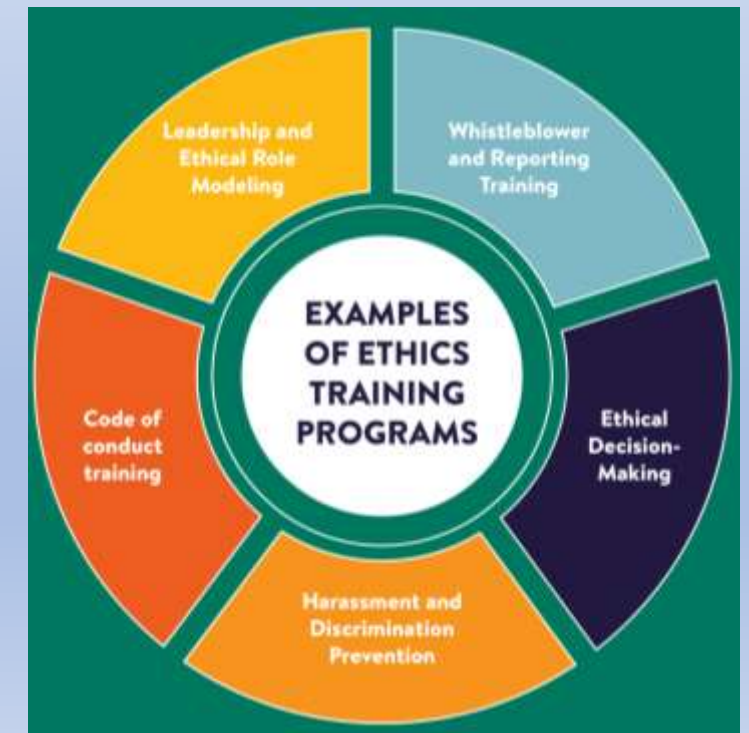 EXAMPLES
OF ETHICS
TRAINING
PROGRAMS
Whistleblower
and Reporting
Training
Ethical
Decision-
Making
Harassment and
Discrimination
Prevention
Code of
conduct
training
Leadership and
Ethical Role
Modeling